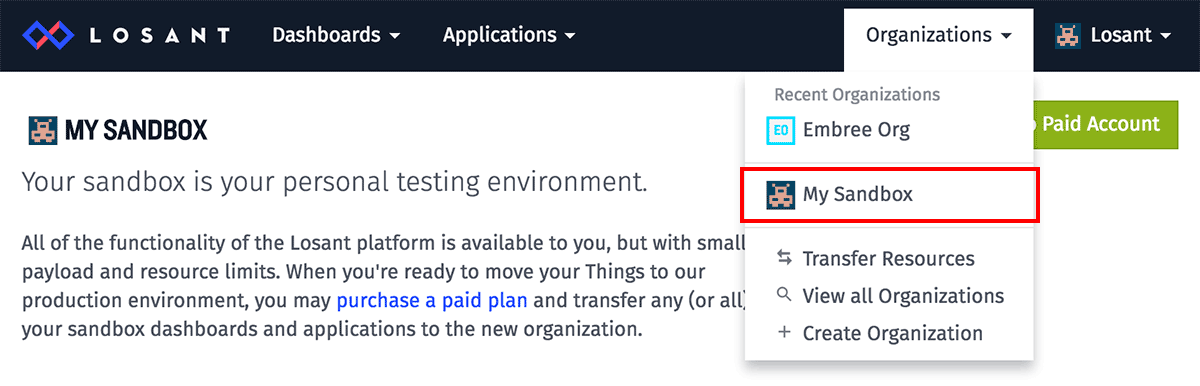 LOSANT Dashboards Applications Organizations Losant
Recent Organizations
EO Embree Org
Paid Account
MY SANDBOX
Your sandbox is your personal testing environment.
My Sandbox
All of the functionality of the Losant platform is available to you, but with small
payload and resource limits. When you're ready to move your Things to our
production environment, you may purchase a paid plan and transfer any (or all)
your sandbox dashboards and applications to the new organization.
Transfer Resources
View all Organizations
Create Organization